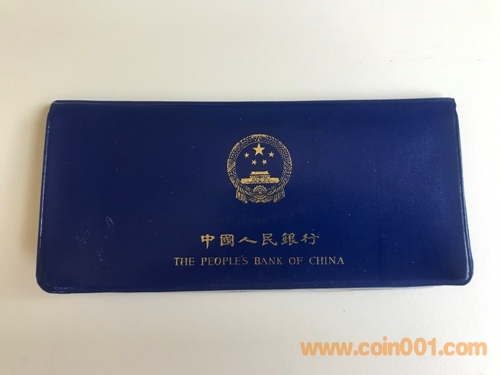 中國人民銀行
THE PEOPLE'S BANK OF CHINA
www.coin001.com